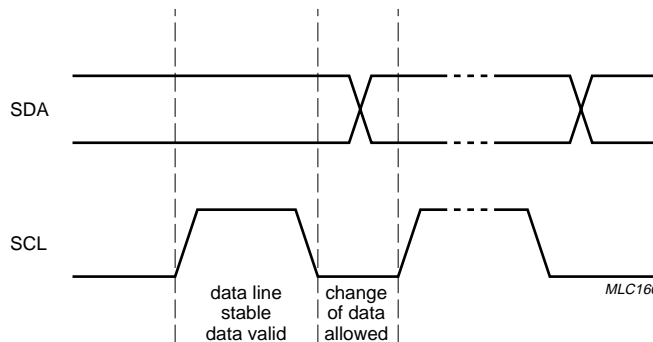 SDA
SCL
data line
stable
data valid
change
of data
allowed